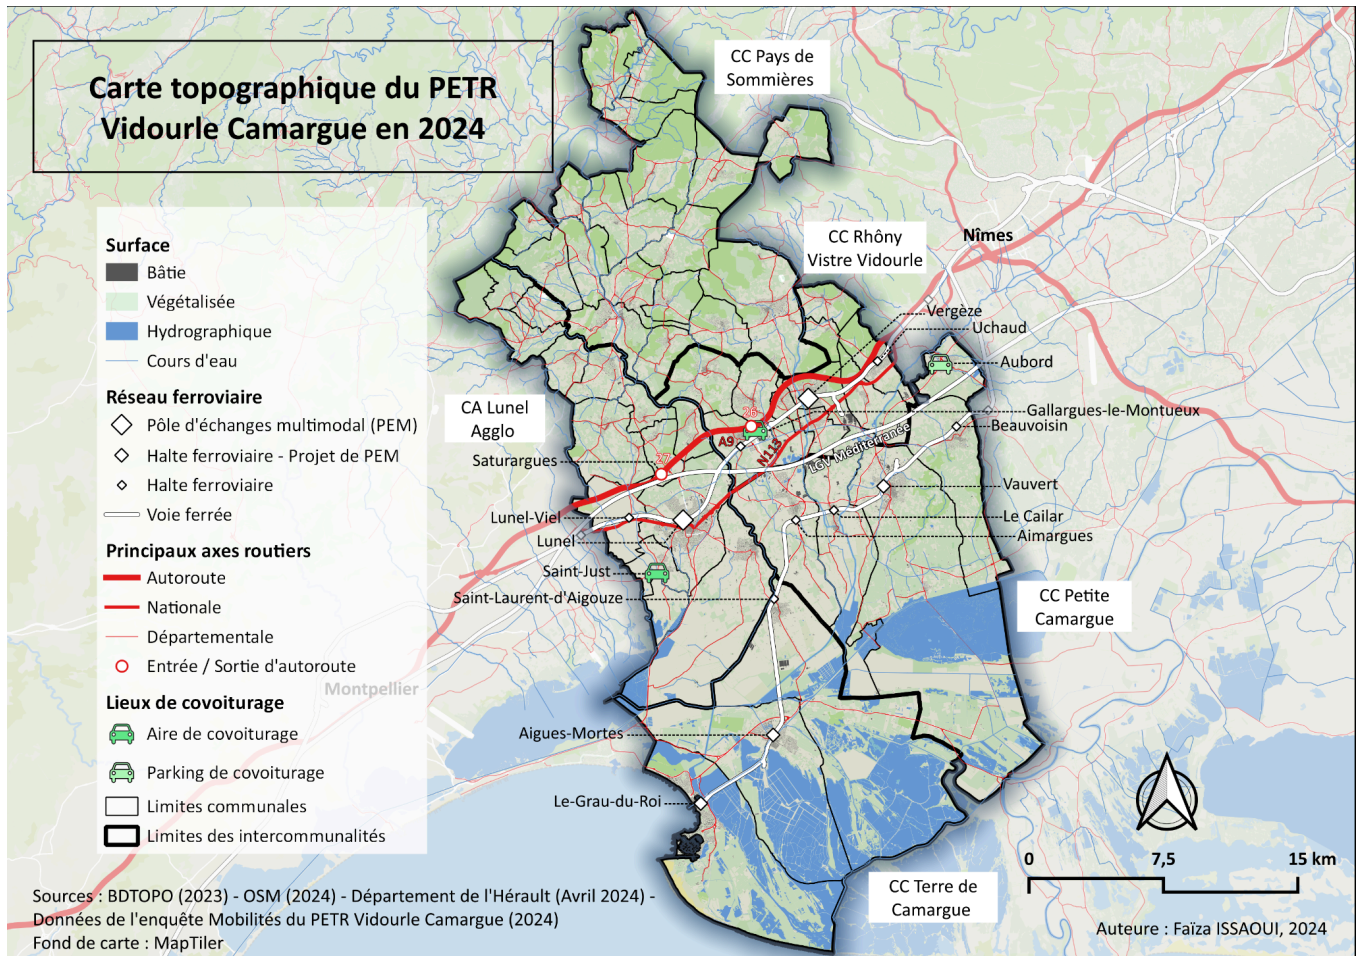 Carte topographique du PETR
Vidourle Camargue en 2024
CC Pays de
Sommières
CC Rhôny
Vistre Vidourle
Nîmes
Vergèze
Uchaud
Aubord
Gallargues-le-Montueux
Beauvoisin
Vauvert
Le Cailar
Aimargues
CA Lunel
Agglo
Saturargues
Lunel-Viel
Lunel
Saint-Just
Saint-Laurent-d'Aigouze
Aigues-Mortes
Le-Grau-du-Roi
26
27
A9
N113
LGV Méditerranée
CC Petite
Camargue
CC Terre de
Camargue
Montpellier
Surface
Bâtie
Végétalisée
Hydrographique
Cours d'eau
Réseau ferroviaire
Pôle d'échanges multimodal (PEM)
Halte ferroviaire - Projet de PEM
Halte ferroviaire
Voie ferrée
Principaux axes routiers
Autoroute
Nationale
Départementale
Entrée / Sortie d'autoroute
Lieux de covoiturage
Aire de covoiturage
Parking de covoiturage
Limites communales
Limites des intercommunalités
0 7,5 15 km
Sources : BDTOPO (2023) - OSM (2024) - Département de l'Hérault (Avril 2024) -
Données de l'enquête Mobilités du PETR Vidourle Camargue (2024)
Fond de carte : MapTiler
Auteure : Faïza ISSAOUI, 2024